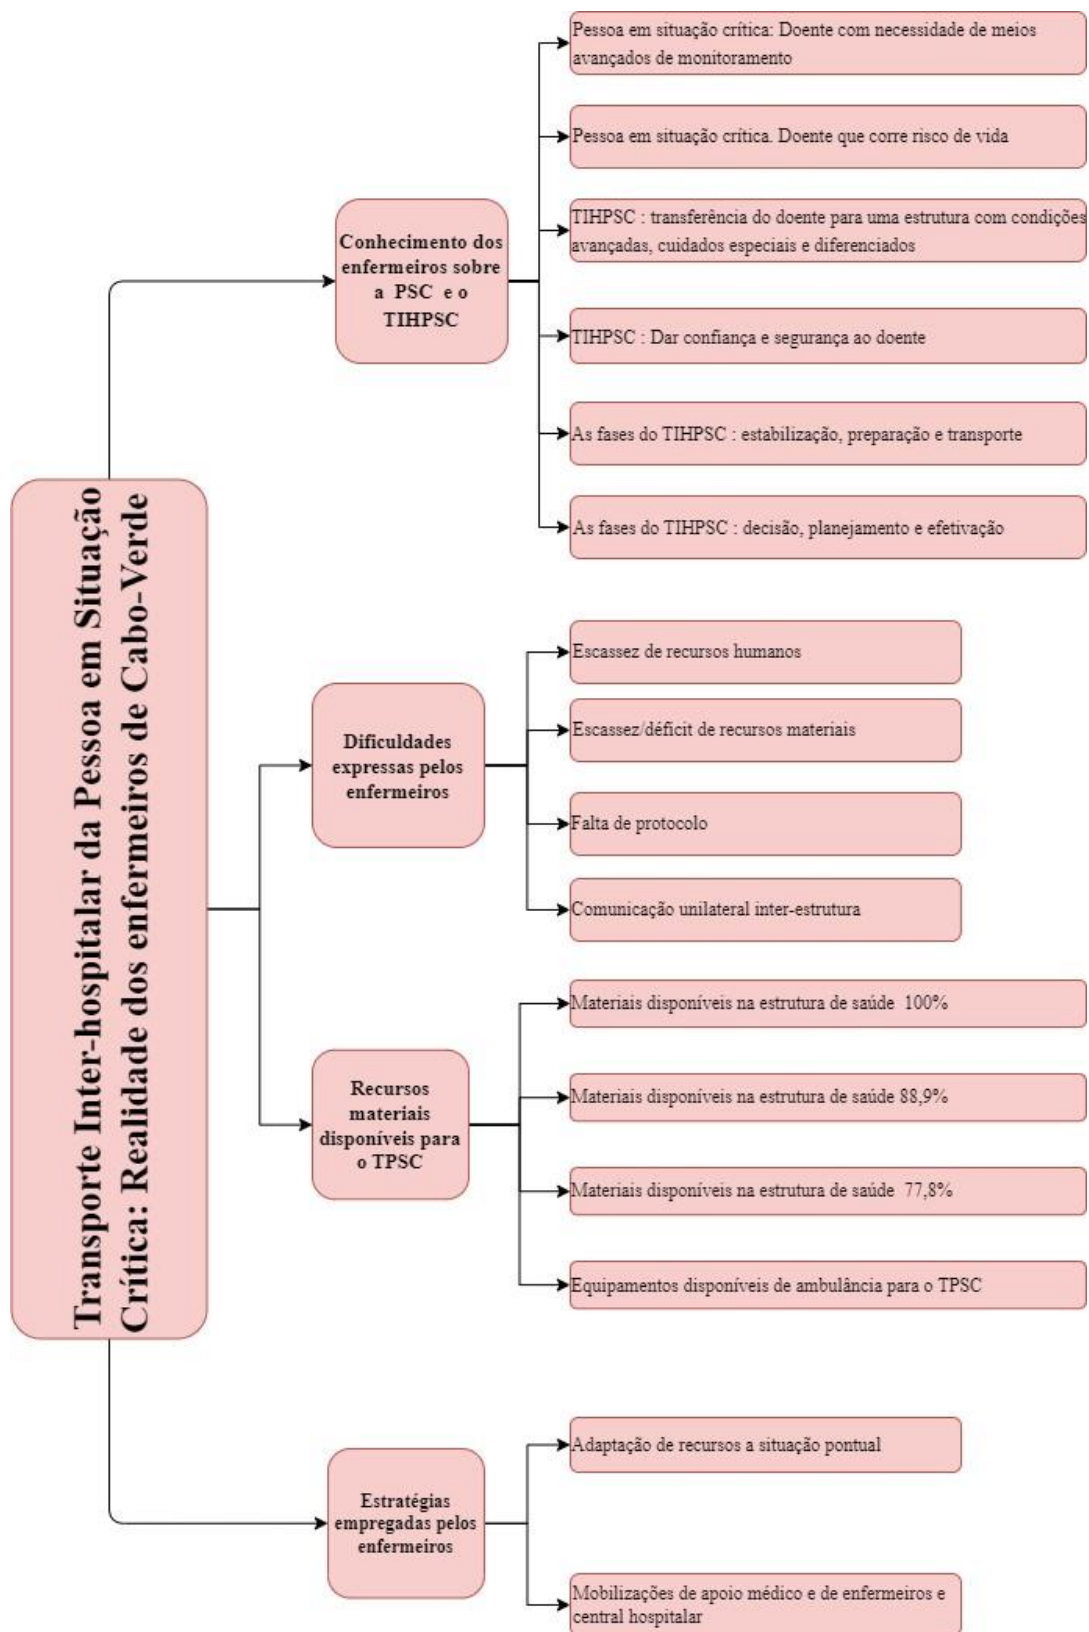 Transporte Inter-hospitalar da Pessoa em Situação
Crítica: Realidade dos enfermeiros de Cabo-Verde
Conhecimento dos
enfermeiros sobre
a PSC e o
TIHPSC
Pessoa em situação crítica: Doente com necessidade de meios
avançados de monitoramento
Pessoa em situação crítica. Doente que corre risco de vida
TIHPSC : transferência do doente para uma estrutura com condições
avançadas, cuidados especiais e diferenciados
TIHPSC : Dar confiança e segurança ao doente
As fases do TIHPSC : estabilização, preparação e transporte
As fases do TIHPSC : decisão, planejamento e efetivação
Dificuldades
expressas pelos
enfermeiros
Escassez de recursos humanos
Escassez/déficit de recursos materiais
Falta de protocolo
Comunicação unilateral inter-estrutura
Recursos
materiais
disponíveis para
o TPSC
Materiais disponíveis na estrutura de saúde 100%
Materiais disponíveis na estrutura de saúde 88,9%
Materiais disponíveis na estrutura de saúde 77,8%
Equipamentos disponíveis de ambulância para o TPSC
Estratégias
empregadas pelos
enfermeiros
Adaptação de recursos a situação pontual
Mobilizações de apoio médico e de enfermeiros e
central hospitalar